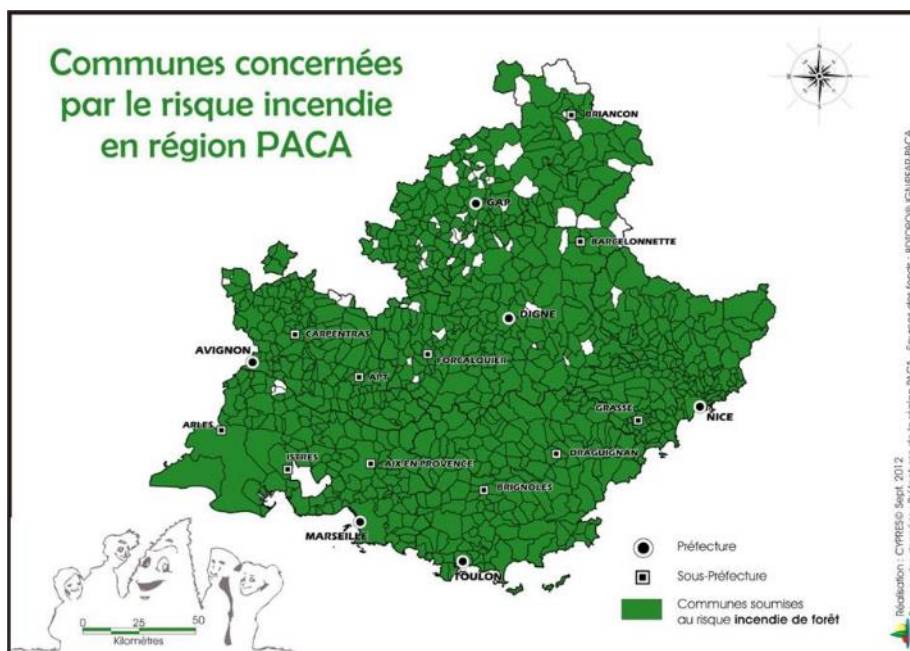 Communes concernées
par le risque incendie
en région PACA
N
BRIANCON
GAP
BARCELONNETTE
DIGNE
CARPENTRAS
AVIGNON
FORCALQUIER
APT
NICE
GRASSE
ARLES
ISTRES
AIX-EN-PROVENCE
DRAGUIGNAN
BRIGNOLES
MARSEILLE
TOULON
Préfecture
Sous-Préfecture
Communes soumises
au risque incendie de forêt
0 25 50
Kilomètres
Réalisation : CYPRES© Sept. 2012